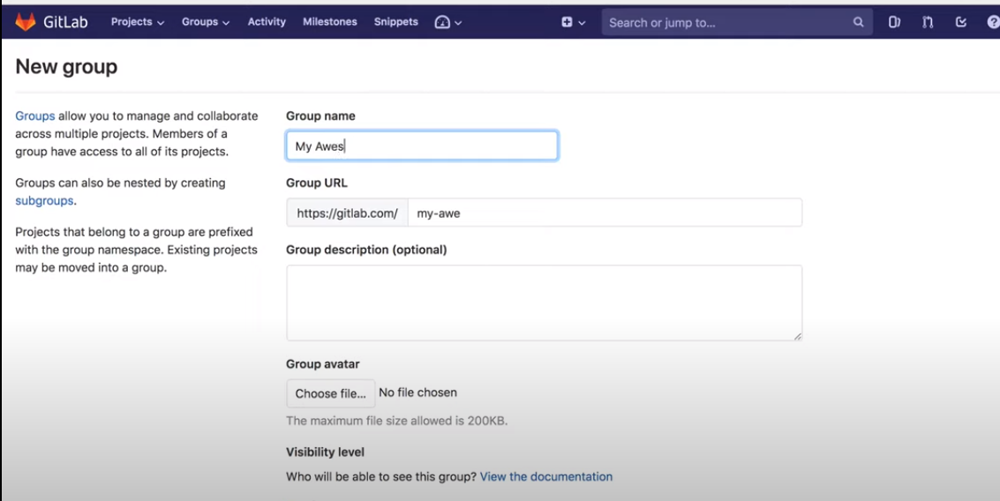 GitLab Projects Groups Activity Milestones Snippets Search or jump to...
New group
Groups allow you to manage and collaborate
across multiple projects. Members of a
group have access to all of its projects.
Groups can also be nested by creating
subgroups.
Projects that belong to a group are prefixed
with the group namespace. Existing projects
may be moved into a group.
Group name
My Awes
Group URL
https://gitlab.com/ my-awe
Group description (optional)
Group avatar
Choose file... No file chosen
The maximum file size allowed is 200KB.
Visibility level
Who will be able to see this group? View the documentation